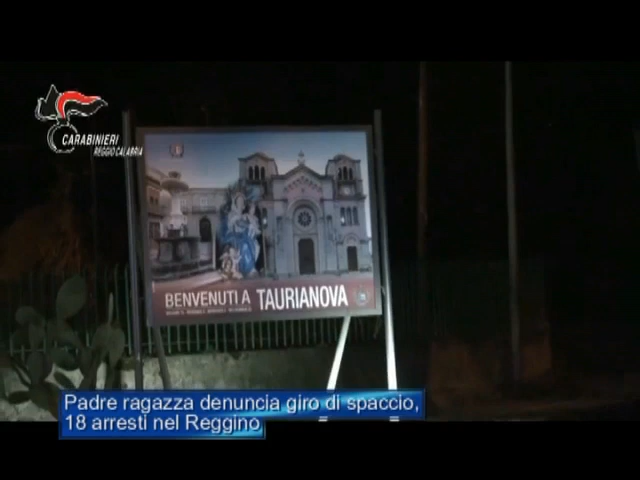 CARABINIERI
REGGIO CALABRIA
BENVENUTI A TAURIANOVA
Padre ragazza denuncia giro di spaccio,
18 arresti nel Reggino